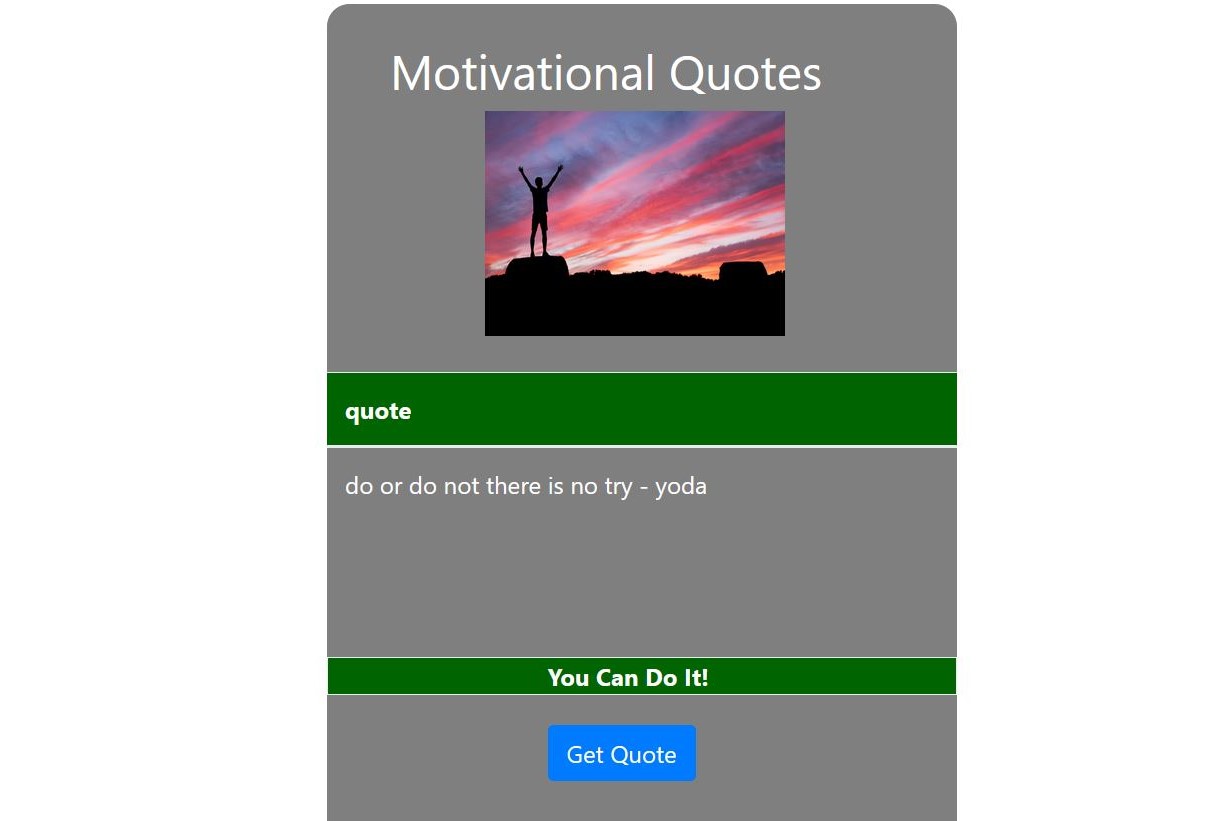 Motivational Quotes
quote
do or do not there is no try - yoda
You Can Do It!
Get Quote